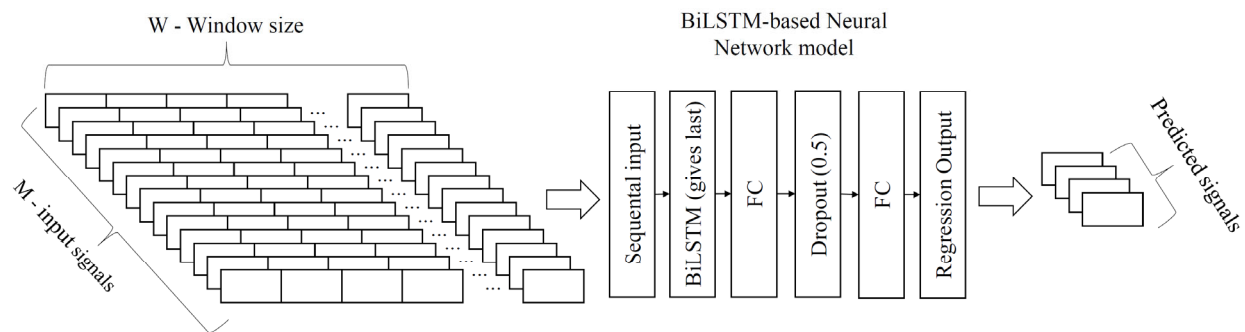 W - Window size
M - input signals
BiLSTM-based Neural
Network model
Sequental input
BiLSTM (gives last)
FC
Dropout (0.5)
FC
Regression Output
Predicted signals